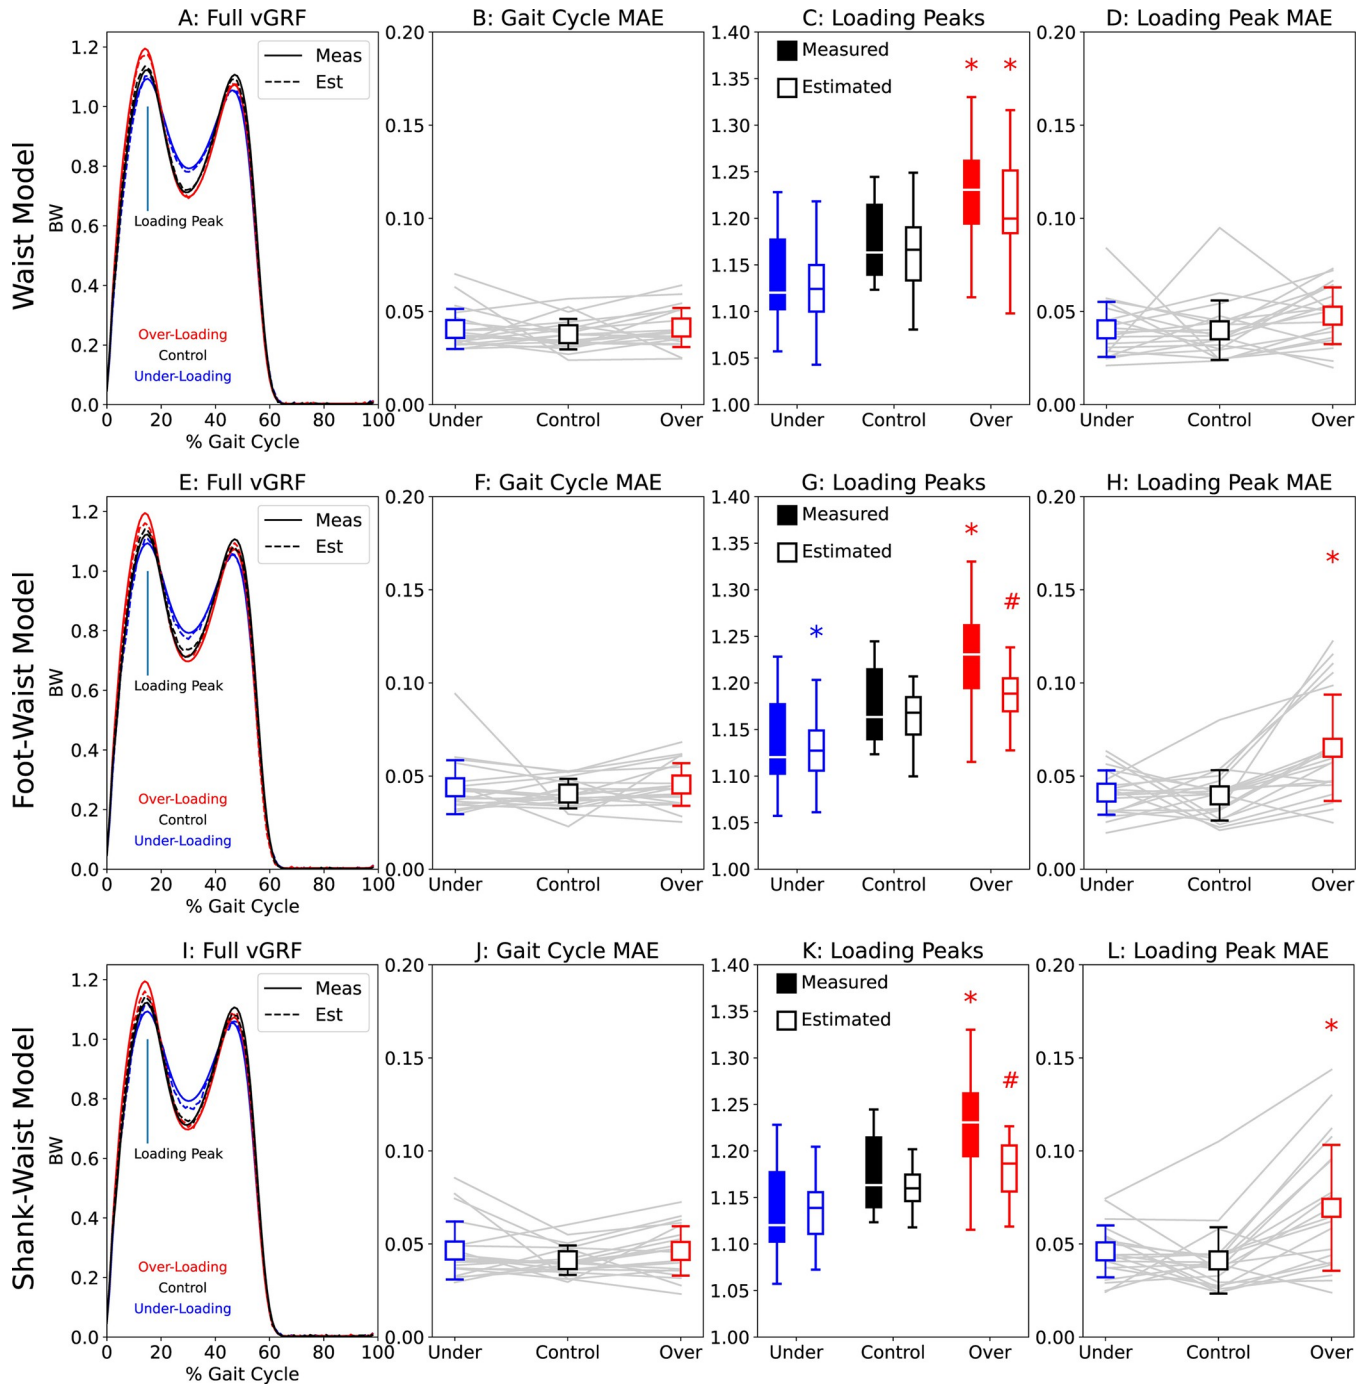 A: Full vGRF
B: Gait Cycle MAE
C: Loading Peaks
D: Loading Peak MAE
Waist Model
BW
1.2
1.0
0.8
0.6
0.4
0.2
0.0
Meas
Est
Loading Peak
Over-Loading
Control
Under-Loading
0 20 40 60 80 100
% Gait Cycle
0.20
0.15
0.10
0.05
0.00
Under Control Over
1.40
1.35
1.30
1.25
1.20
1.15
1.10
1.05
1.00
Measured
Estimated
* *
Under Control Over
0.20
0.15
0.10
0.05
0.00
Under Control Over
E: Full vGRF
F: Gait Cycle MAE
G: Loading Peaks
H: Loading Peak MAE
Foot-Waist Model
BW
1.2
1.0
0.8
0.6
0.4
0.2
0.0
Meas
Est
Loading Peak
Over-Loading
Control
Under-Loading
0 20 40 60 80 100
% Gait Cycle
0.20
0.15
0.10
0.05
0.00
Under Control Over
1.40
1.35
1.30
1.25
1.20
1.15
1.10
1.05
1.00
Measured
Estimated
*
#
*
Under Control Over
0.20
0.15
0.10
0.05
0.00
*
Under Control Over
I: Full vGRF
J: Gait Cycle MAE
K: Loading Peaks
L: Loading Peak MAE
Shank-Waist Model
BW
1.2
1.0
0.8
0.6
0.4
0.2
0.0
Meas
Est
Loading Peak
Over-Loading
Control
Under-Loading
0 20 40 60 80 100
% Gait Cycle
0.20
0.15
0.10
0.05
0.00
Under Control Over
1.40
1.35
1.30
1.25
1.20
1.15
1.10
1.05
1.00
Measured
Estimated
*
#
Under Control Over
0.20
0.15
0.10
0.05
0.00
*
Under Control Over